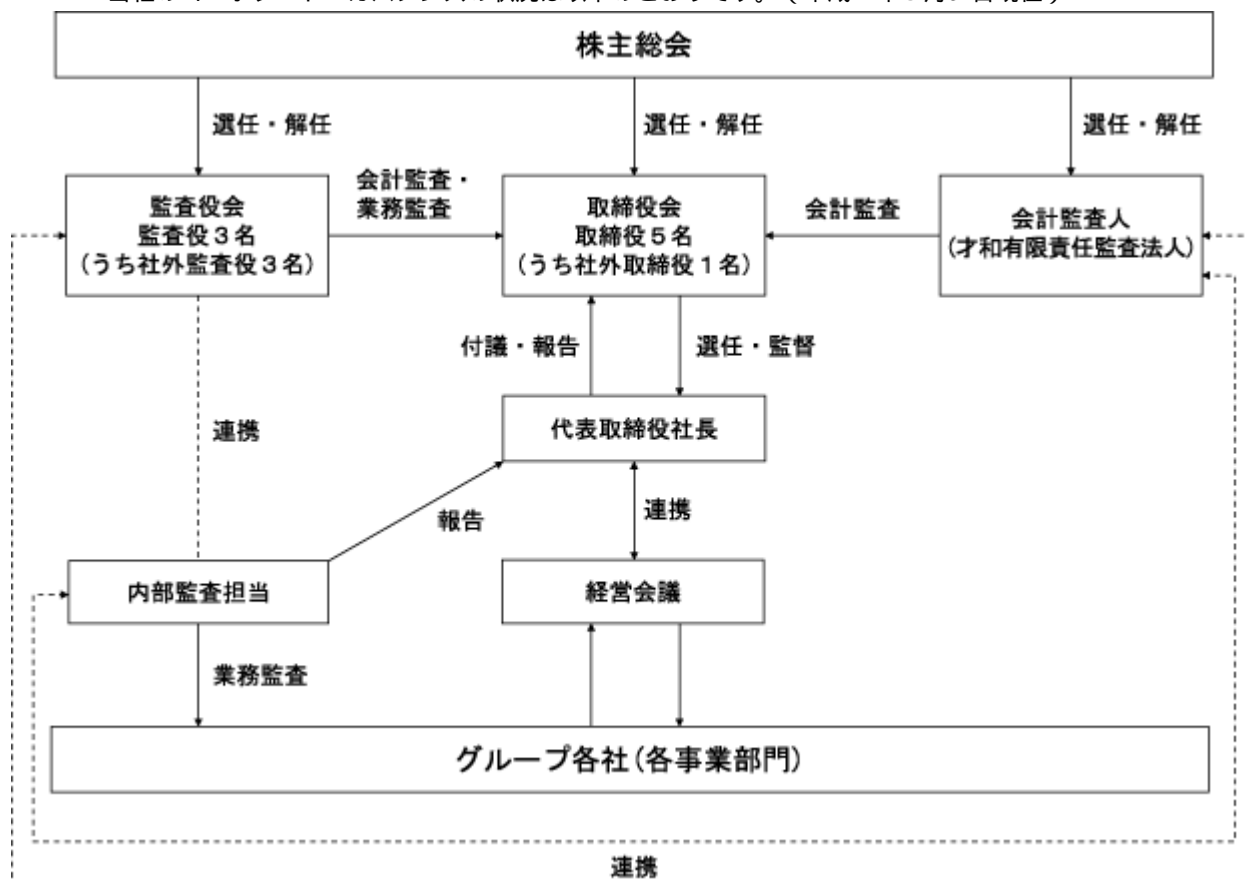 株主総会
選任・解任
選任・解任
選任・解任
監査役会
監査役3名
(うち社外監査役3名)
会計監査・
業務監査
取締役会
取締役5名
(うち社外取締役1名)
会計監査
会計監査人
(才和有限責任監査法人)
付議・報告
選任・監督
連携
代表取締役社長
報告
連携
内部監査担当
経営会議
業務監査
グループ各社(各事業部門)
連携